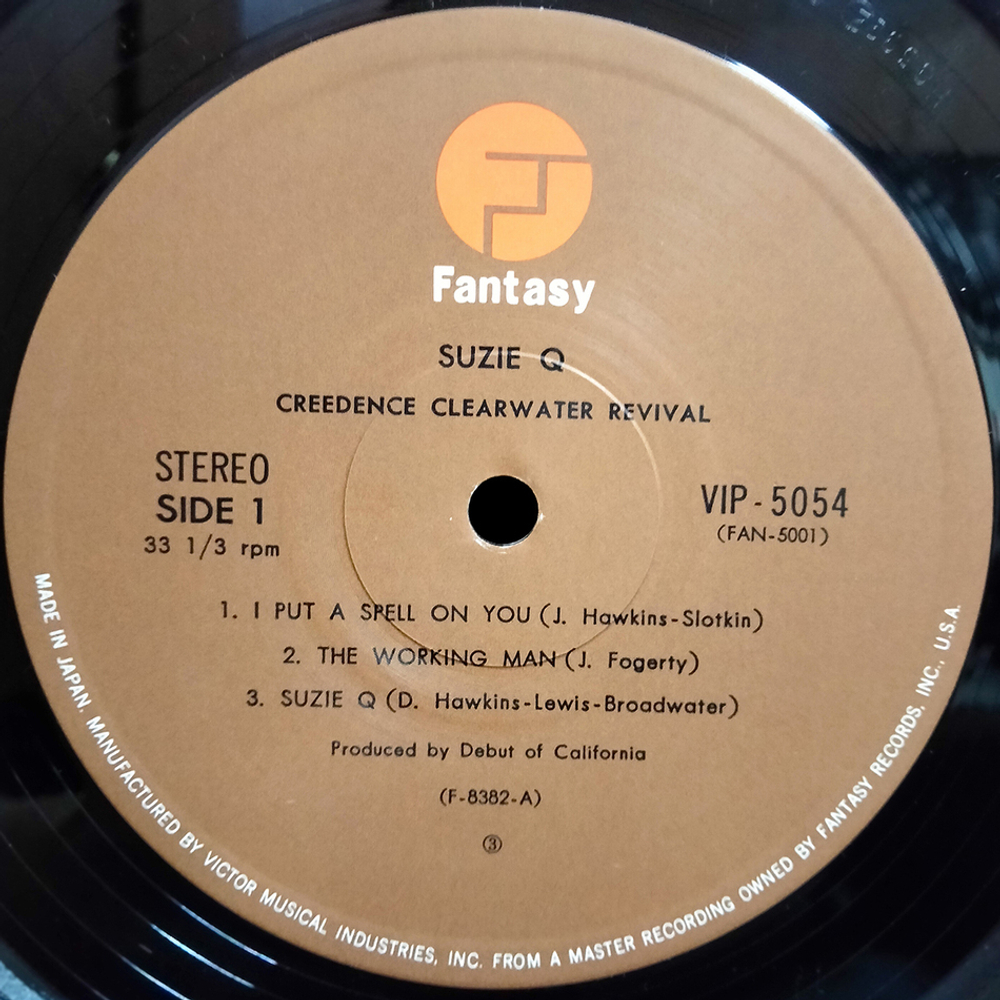 Fantasy
SUZIE Q
CREEDENCE CLEARWATER REVIVAL
STEREO
SIDE 1
33 1/3 rpm
VIP-5054
(FAN-5001)
1. I PUT A SPELL ON YOU (J. Hawkins-Slotkin)
2. THE WORKING MAN (J. Fogerty)
3. SUZIE Q (D. Hawkins-Lewis-Broadwater)
Produced by Debut of California
(F-8382-A)
③
MADE IN JAPAN. MANUFACTURED BY VICTOR MUSICAL INDUSTRIES, INC. FROM A MASTER RECORDING OWNED BY FANTASY RECORDS, INC., U.S.A.